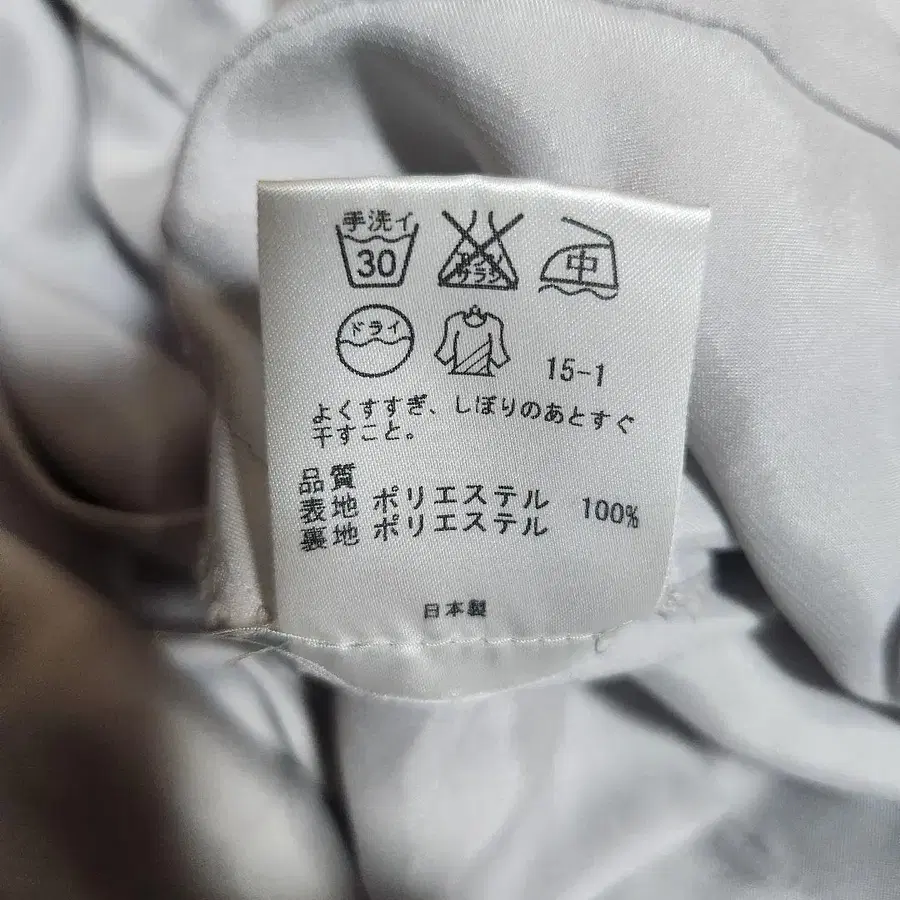 手洗イ
30
エンソ
サラシ
中
ドライ
15-1
よくすすぎ、しぼりのあとすぐ
干すこと。
品質
表地 ポリエステル 100%
裏地 ポリエステル
日本製